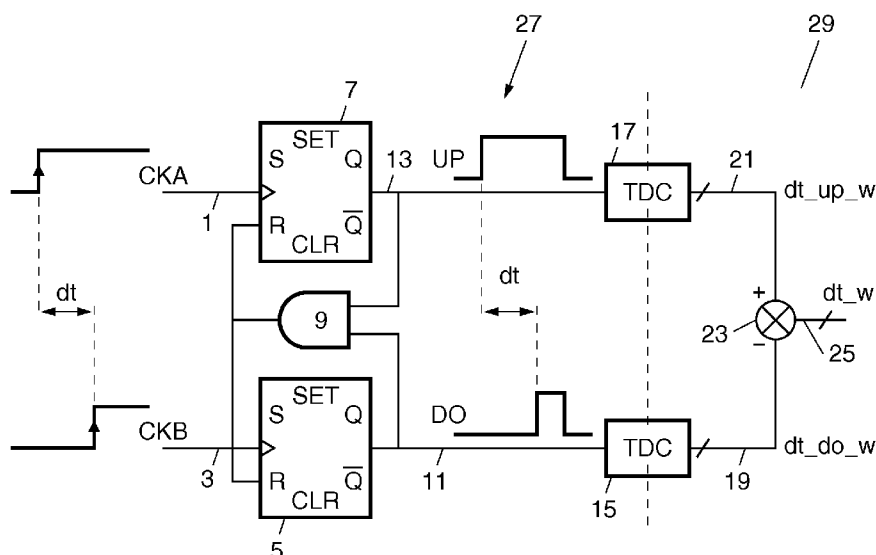 27
29
7
SET
S
Q
UP
13
17
CKA
TDC
21
dt_up_w
1
R
Q
CLR
dt
dt
+
dt_w
9
23
25
−
SET
S
Q
DO
CKB
TDC
dt_do_w
3
R
Q
11
15
19
CLR
5